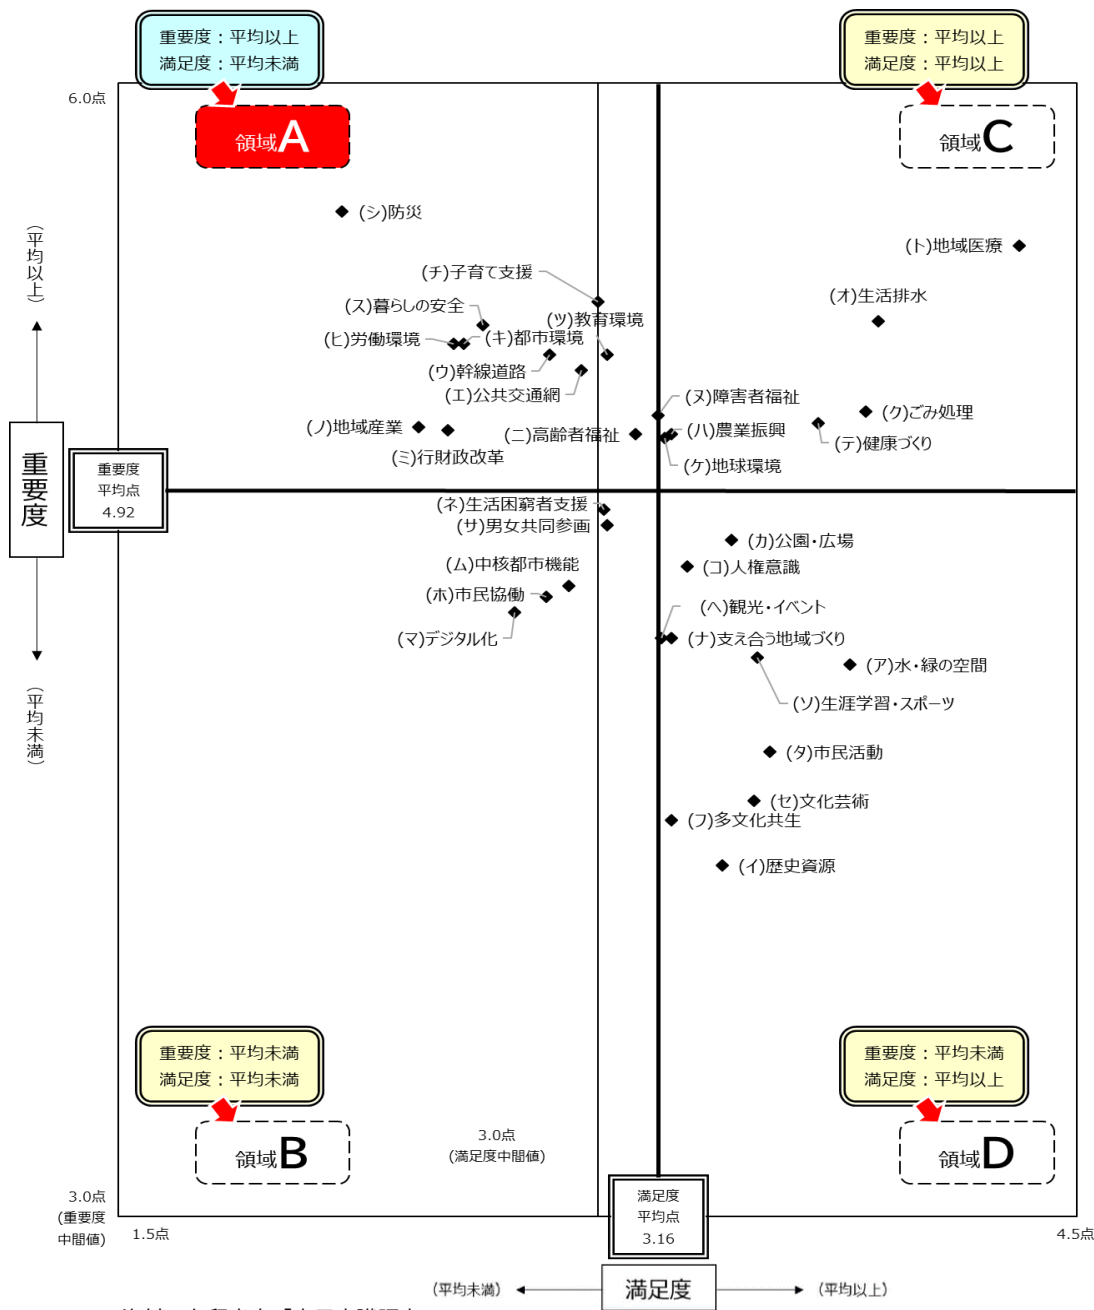 重要度：平均以上
満足度：平均未満
重要度：平均以上
満足度：平均以上
6.0点
領域A
領域C
(シ)防災
(ト)地域医療
(チ)子育て支援
(オ)生活排水
(ス)暮らしの安全
(ツ)教育環境
(ヒ)労働環境
(キ)都市環境
(ウ)幹線道路
(エ)公共交通網
(ヌ)障害者福祉
(ク)ごみ処理
(ノ)地域産業
(ニ)高齢者福祉
(ハ)農業振興
(テ)健康づくり
(ミ)行財政改革
(ケ)地球環境
（平均以上）
重要度
（平均未満）
重要度
平均点
4.92
(ネ)生活困窮者支援
(サ)男女共同参画
(カ)公園・広場
(ム)中核都市機能
(コ)人権意識
(ホ)市民協働
(ヘ)観光・イベント
(マ)デジタル化
(ナ)支え合う地域づくり
(ア)水・緑の空間
(ソ)生涯学習・スポーツ
(タ)市民活動
(セ)文化芸術
(フ)多文化共生
(イ)歴史資源
重要度：平均未満
満足度：平均未満
重要度：平均未満
満足度：平均以上
領域B
領域D
3.0点
(満足度中間値)
3.0点
(重要度
中間値)
1.5点
満足度
平均点
3.16
4.5点
(平均未満)
満足度
(平均以上)